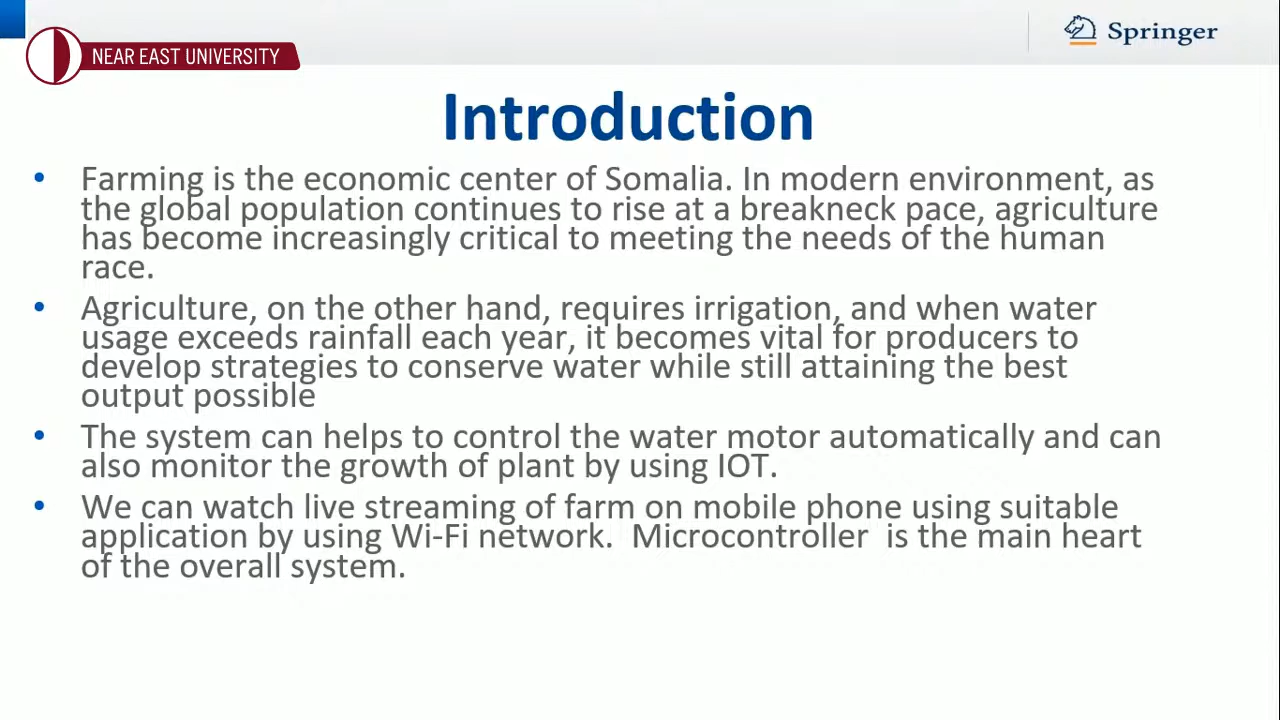 NEAR EAST UNIVERSITY
Springer
Introduction
• Farming is the economic center of Somalia. In modern environment, as
the global population continues to rise at a breakneck pace, agriculture
has become increasingly critical to meeting the needs of the human
race.
• Agriculture, on the other hand, requires irrigation, and when water
usage exceeds rainfall each year, it becomes vital for producers to
develop strategies to conserve water while still attaining the best
output possible
• The system can helps to control the water motor automatically and can
also monitor the growth of plant by using IOT.
• We can watch live streaming of farm on mobile phone using suitable
application by using Wi-Fi network.  Microcontroller  is the main heart
of the overall system.